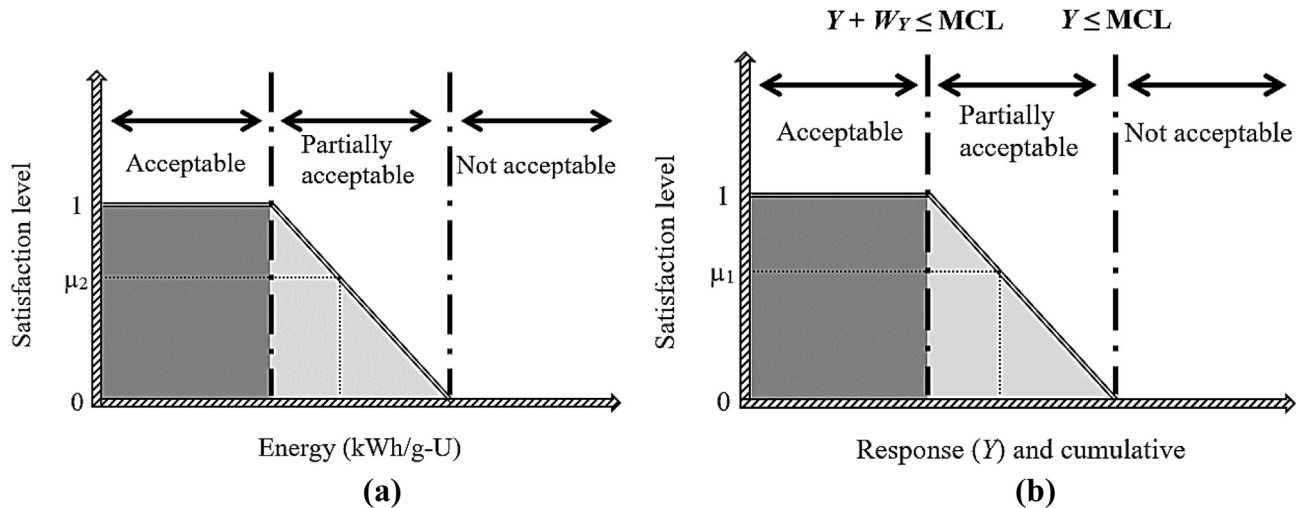 Acceptable
Partially
acceptable
Not acceptable
Satisfaction level
1
μ2
0
Energy (kWh/g-U)
(a)
Y + WY ≤ MCL
Y ≤ MCL
Acceptable
Partially
acceptable
Not acceptable
Satisfaction level
1
μ1
0
Response (Y) and cumulative
(b)